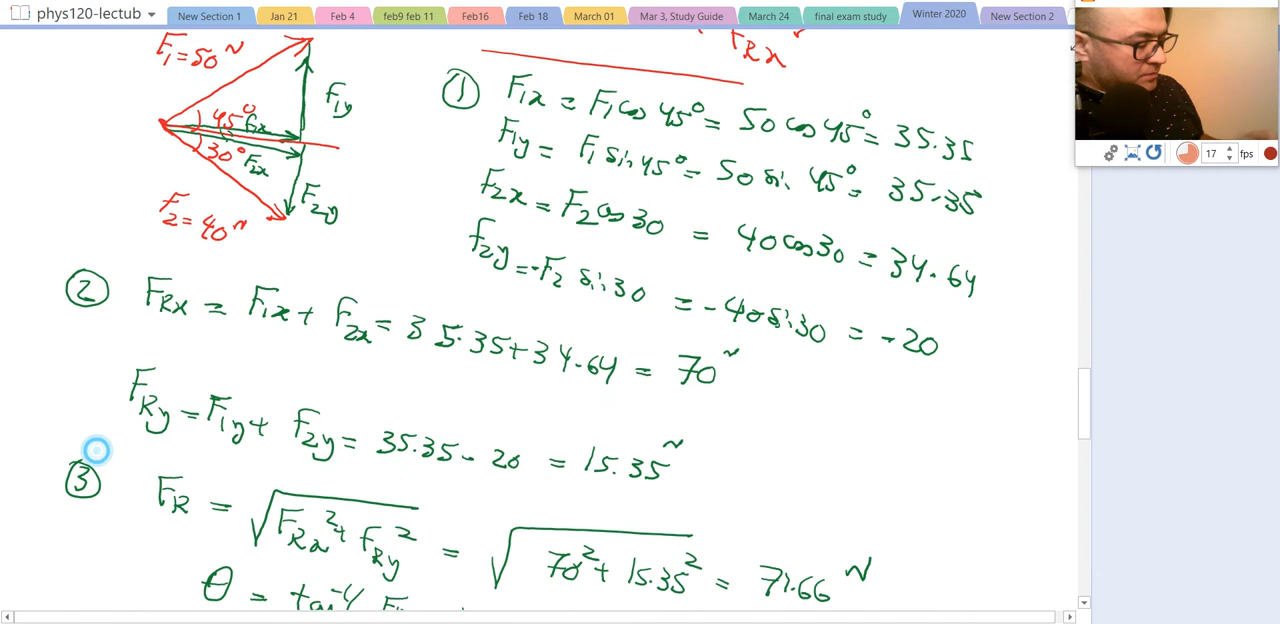 phys120-lectub
New Section 1 Jan 21 Feb 4 feb9 feb 11 Feb16 Feb 18 March 01 Mar 3, Study Guide March 24 final exam study Winter 2020 New Section 2
F1=50 N
45°
F1x
F1y
30°
F2x
F2y
F2=40 N
FRx
17 fps
① F1x = F1 cos 45° = 50 cos 45° = 35.35
F1y = F1 sin 45° = 50 sin 45° = 35.35
F2x = F2 cos 30 = 40 cos 30 = 34.64
F2y = -F2 sin 30 = -40 sin 30 = -20
② FRx = F1x + F2x = 35.35 + 34.64 = 70 N
FRy = F1y + F2y = 35.35 - 20 = 15.35 N
③ FR = √(FRx² + FRy²) = √(70² + 15.35²) = 71.66 N
θ = tan⁻¹